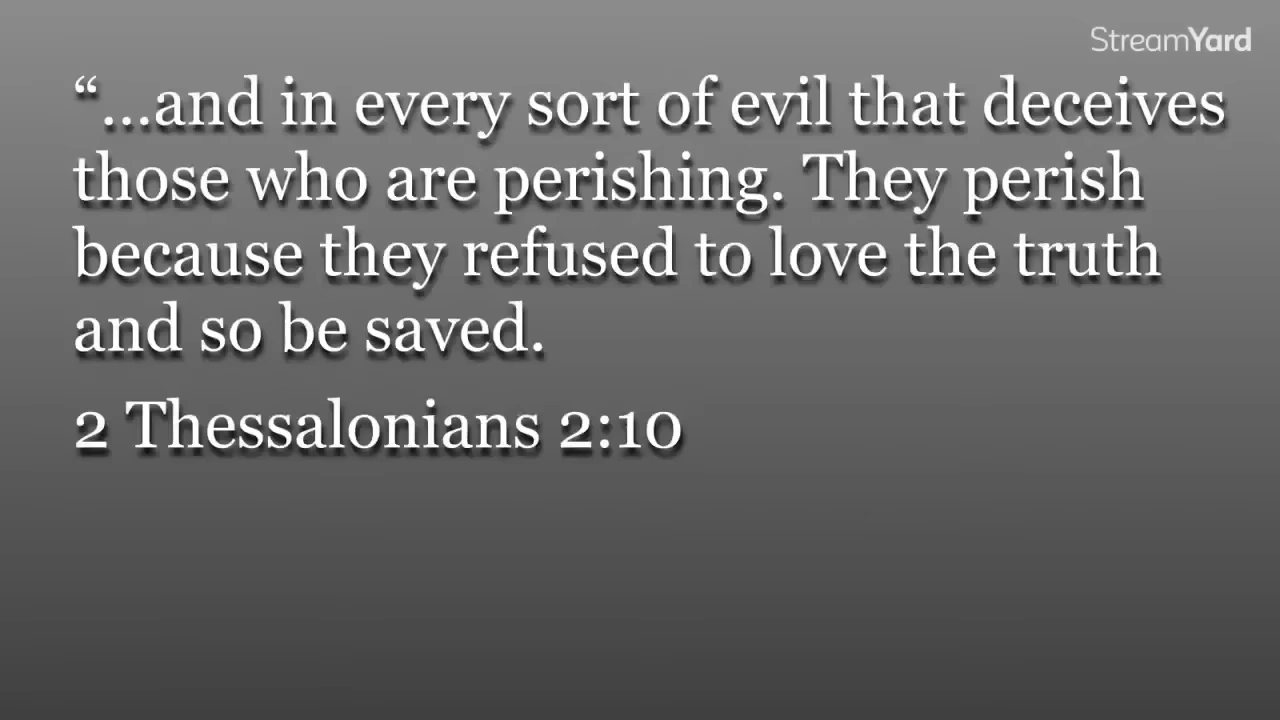 StreamYard
“...and in every sort of evil that deceives
those who are perishing. They perish
because they refused to love the truth
and so be saved.
2 Thessalonians 2:10